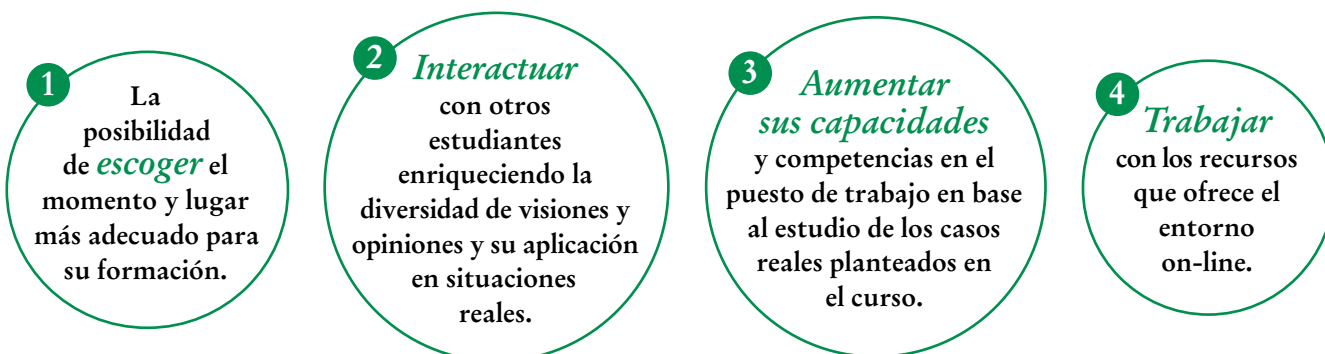 1
La
posibilidad
de escoger el
momento y lugar
más adecuado para
su formación.
2
Interactuar
con otros
estudiantes
enriqueciendo la
diversidad de visiones y
opiniones y su aplicación
en situaciones
reales.
3
Aumentar
sus capacidades
y competencias en el
puesto de trabajo en base
al estudio de los casos
reales planteados en
el curso.
4
Trabajar
con los recursos
que ofrece el
entorno
on-line.